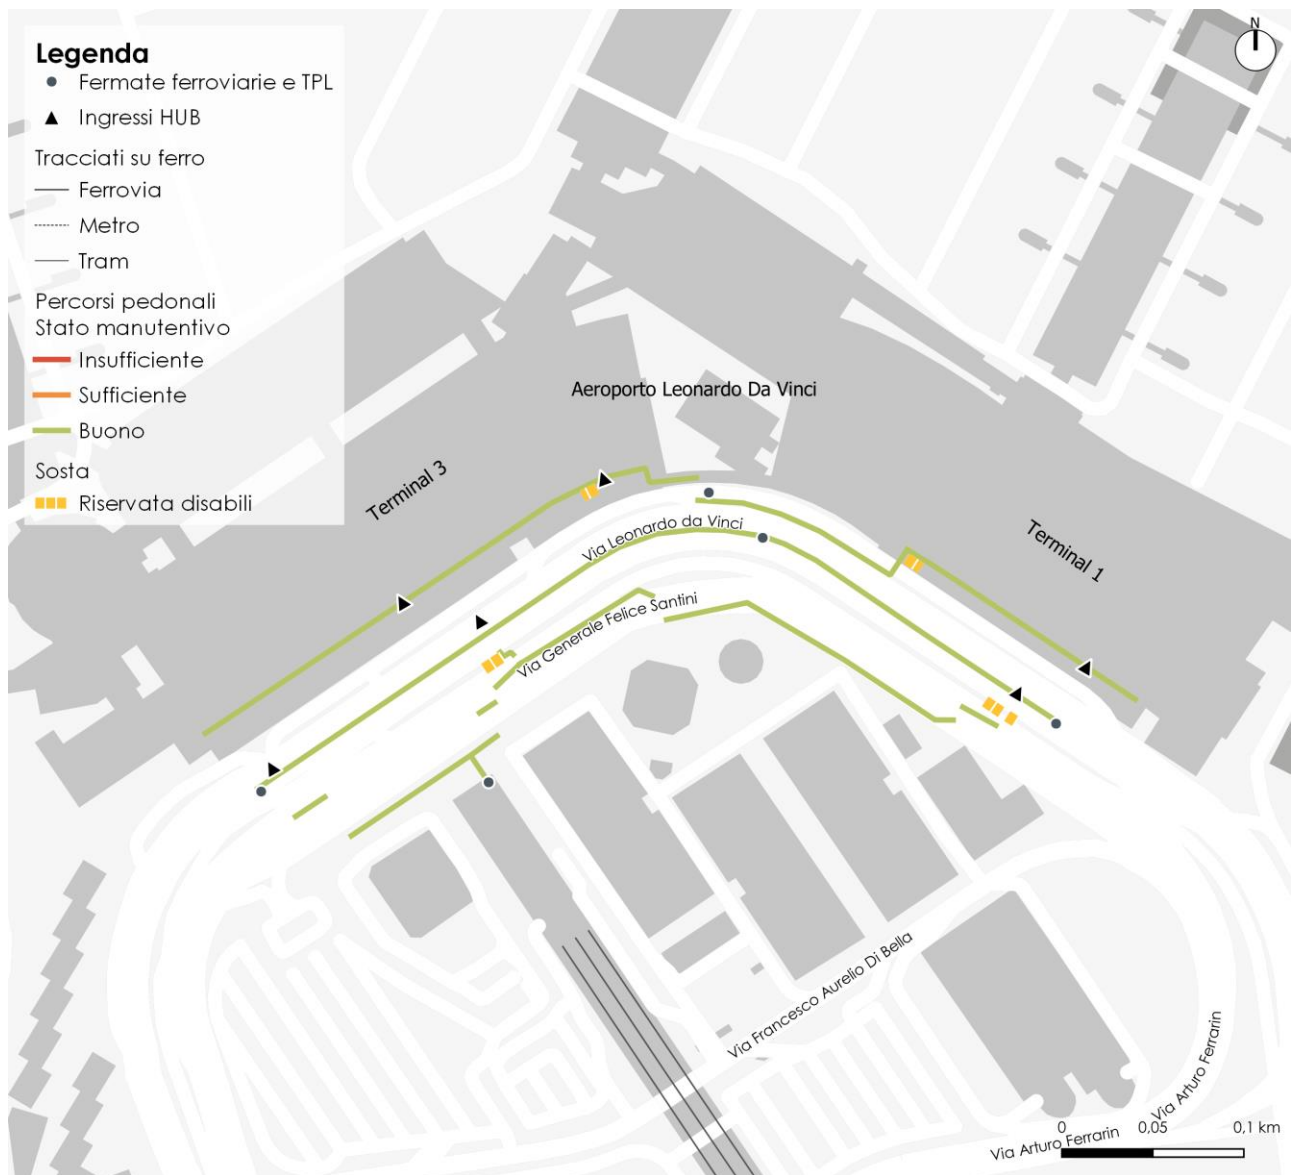 Legenda
Fermate ferroviarie e TPL
Ingressi HUB
Tracciati su ferro
Ferrovia
Metro
Tram
Percorsi pedonali
Stato manutentivo
Insufficiente
Sufficiente
Buono
Sosta
Riservata disabili
N
Aeroporto Leonardo Da Vinci
Terminal 3
Terminal 1
Via Leonardo da Vinci
Via Generale Felice Santini
Via Francesco Aurelio Di Bella
Via Arturo Ferrarin
Via Arturo Ferrarin
0 0,05 0,1 km